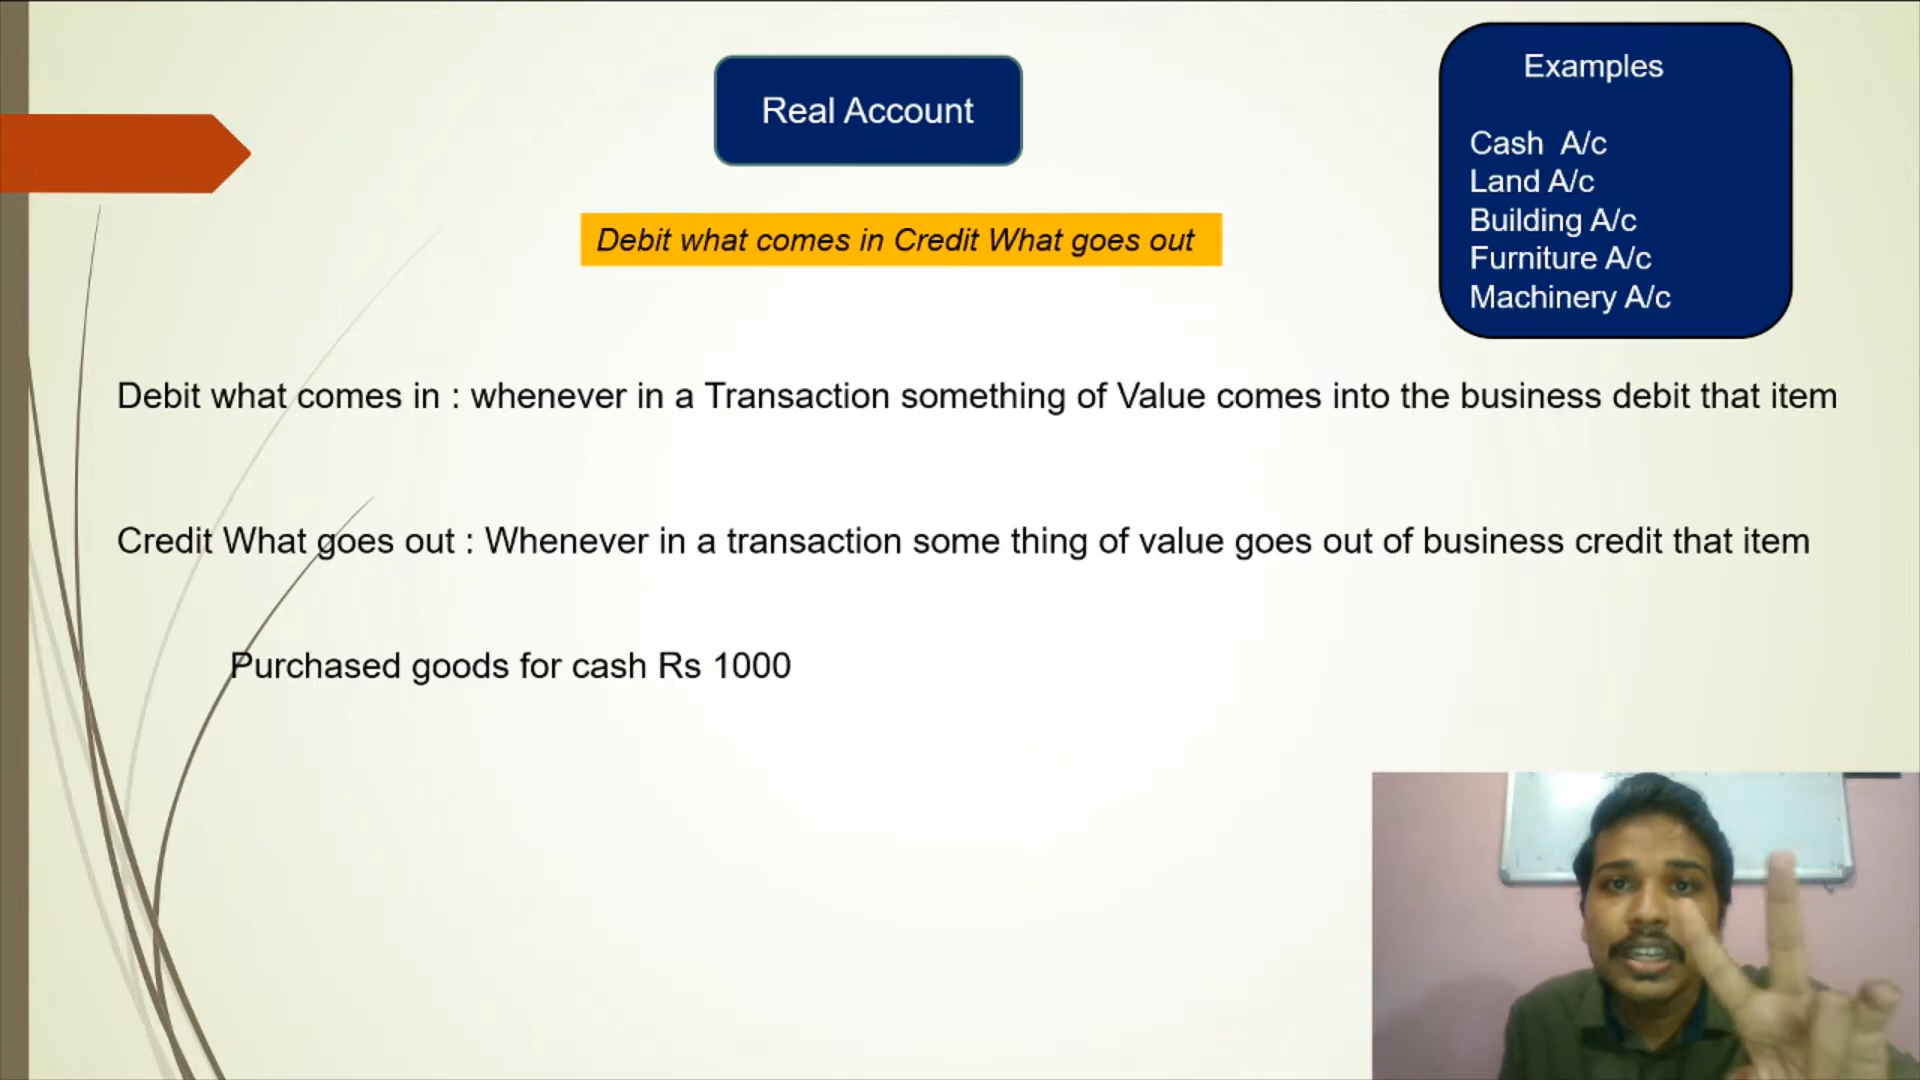 Real Account
Examples
Cash A/c
Land A/c
Building A/c
Furniture A/c
Machinery A/c
Debit what comes in Credit What goes out
Debit what comes in : whenever in a Transaction something of Value comes into the business debit that item
Credit What goes out : Whenever in a transaction some thing of value goes out of business credit that item
Purchased goods for cash Rs 1000